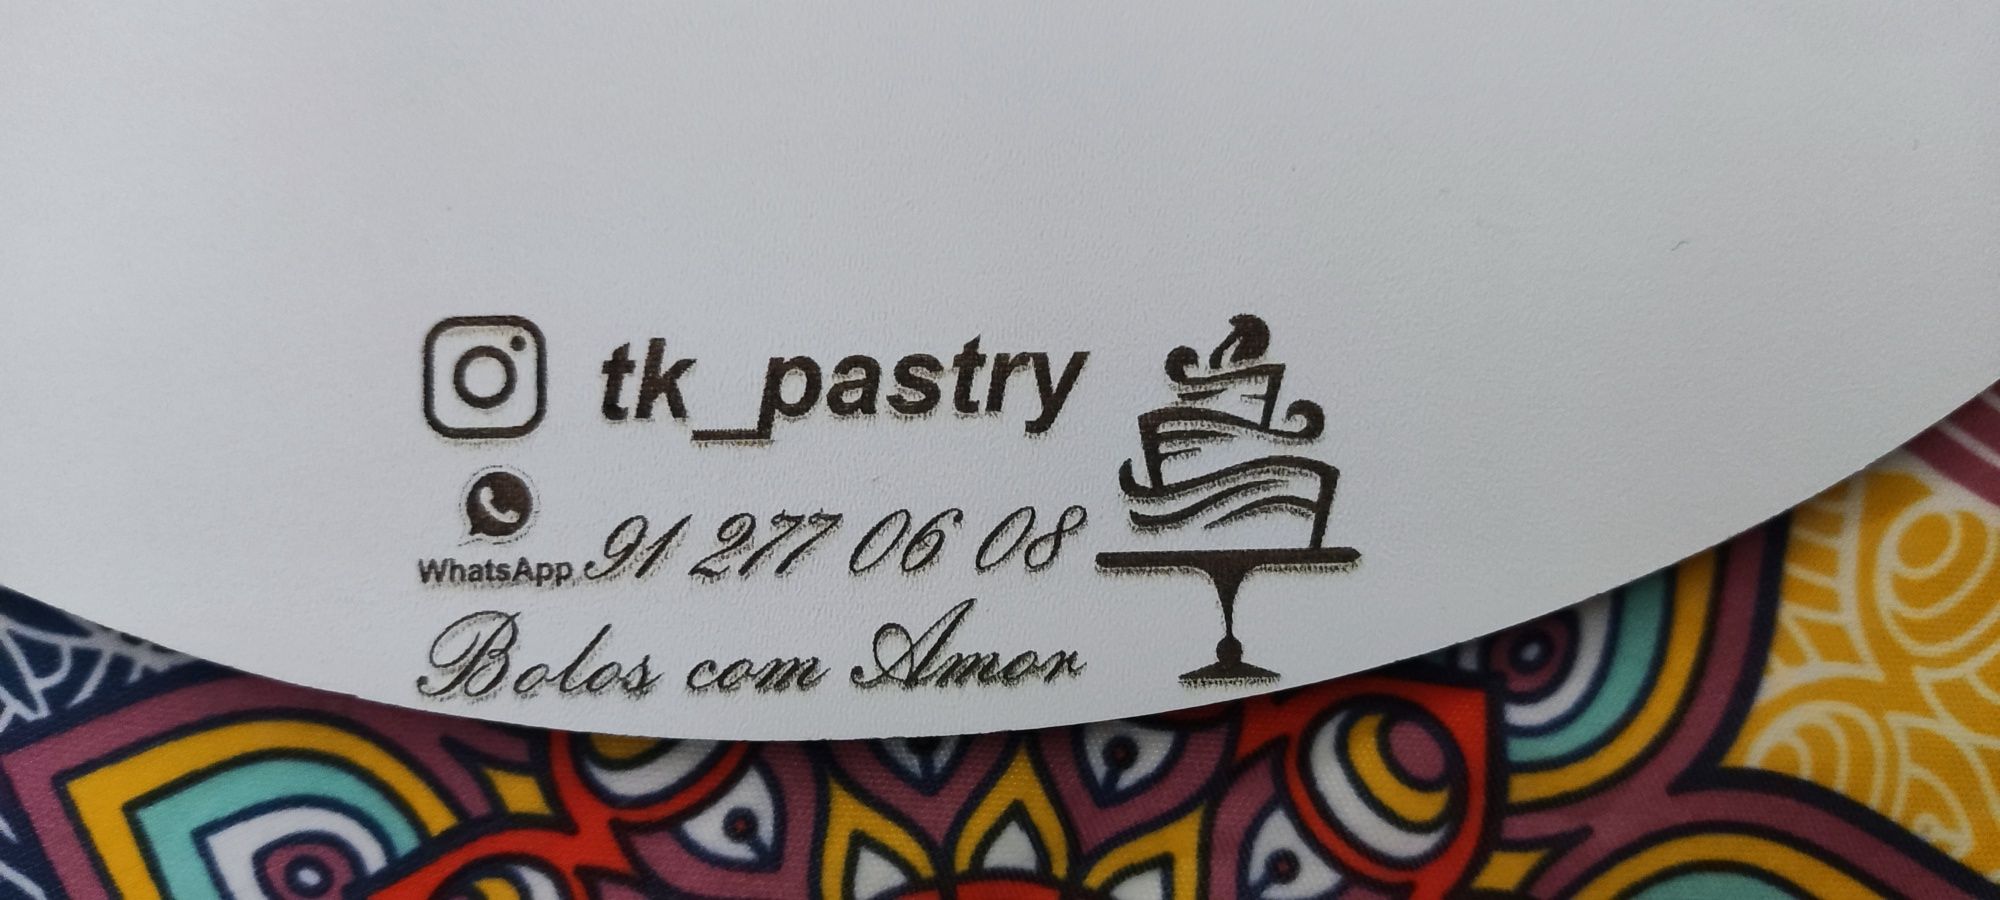 tk_pastry
WhatsApp 91 277 06 08
Bolos com Amor